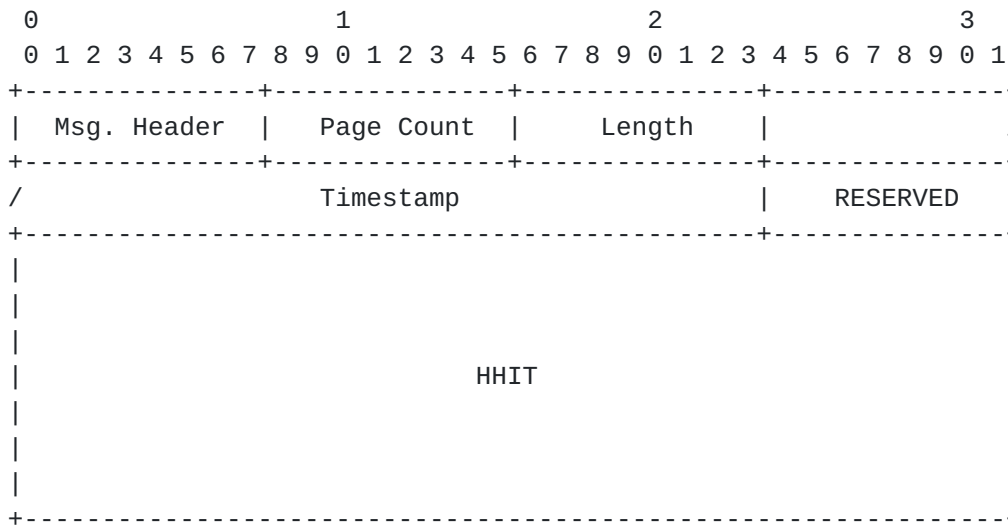 0 1 2 3
0 1 2 3 4 5 6 7 8 9 0 1 2 3 4 5 6 7 8 9 0 1 2 3 4 5 6 7 8 9 0 1
+---------------+---------------+---------------+---------------+
| Msg. Header | Page Count | Length |
+---------------+---------------+---------------+---------------+
/ Timestamp | RESERVED
+-----------------------------------------------+---------------+
|
|
|
| HHIT
|
|
|
+---------------------------------------------------------------